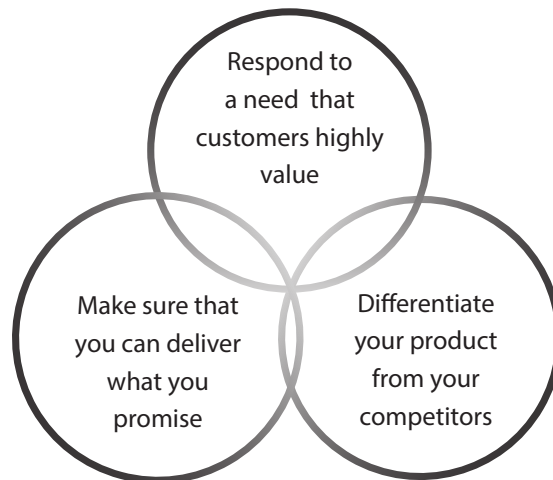 Respond to
a need that
customers highly
value
Make sure that
you can deliver
what you
promise
Differentiate
your product
from your
competitors